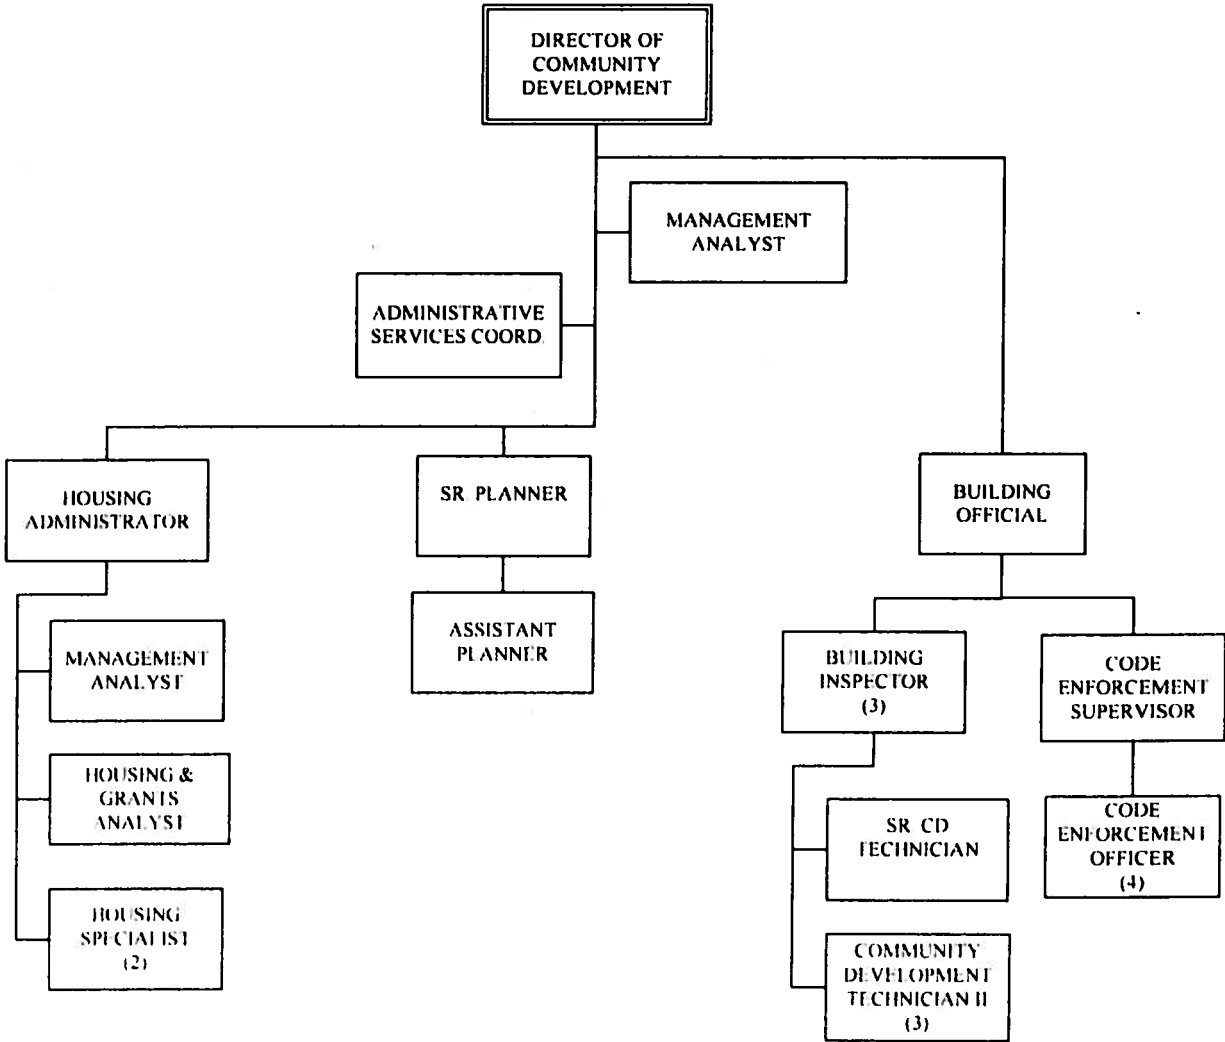 DIRECTOR OF
COMMUNITY
DEVELOPMENT
MANAGEMENT
ANALYST
ADMINISTRATIVE
SERVICES COORD.
HOUSING
ADMINISTRATOR
SR. PLANNER
BUILDING
OFFICIAL
MANAGEMENT
ANALYST
HOUSING &
GRANTS
ANALYST
HOUSING
SPECIALIST
(2)
ASSISTANT
PLANNER
BUILDING
INSPECTOR
(3)
SR. CD
TECHNICIAN
COMMUNITY
DEVELOPMENT
TECHNICIAN II
(3)
CODE
ENFORCEMENT
SUPERVISOR
CODE
ENFORCEMENT
OFFICER
(4)